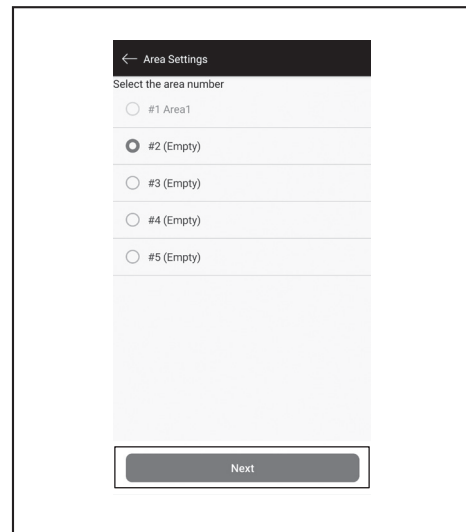 Area Settings
Select the area number
#1 Area1
#2 (Empty)
#3 (Empty)
#4 (Empty)
#5 (Empty)
Next